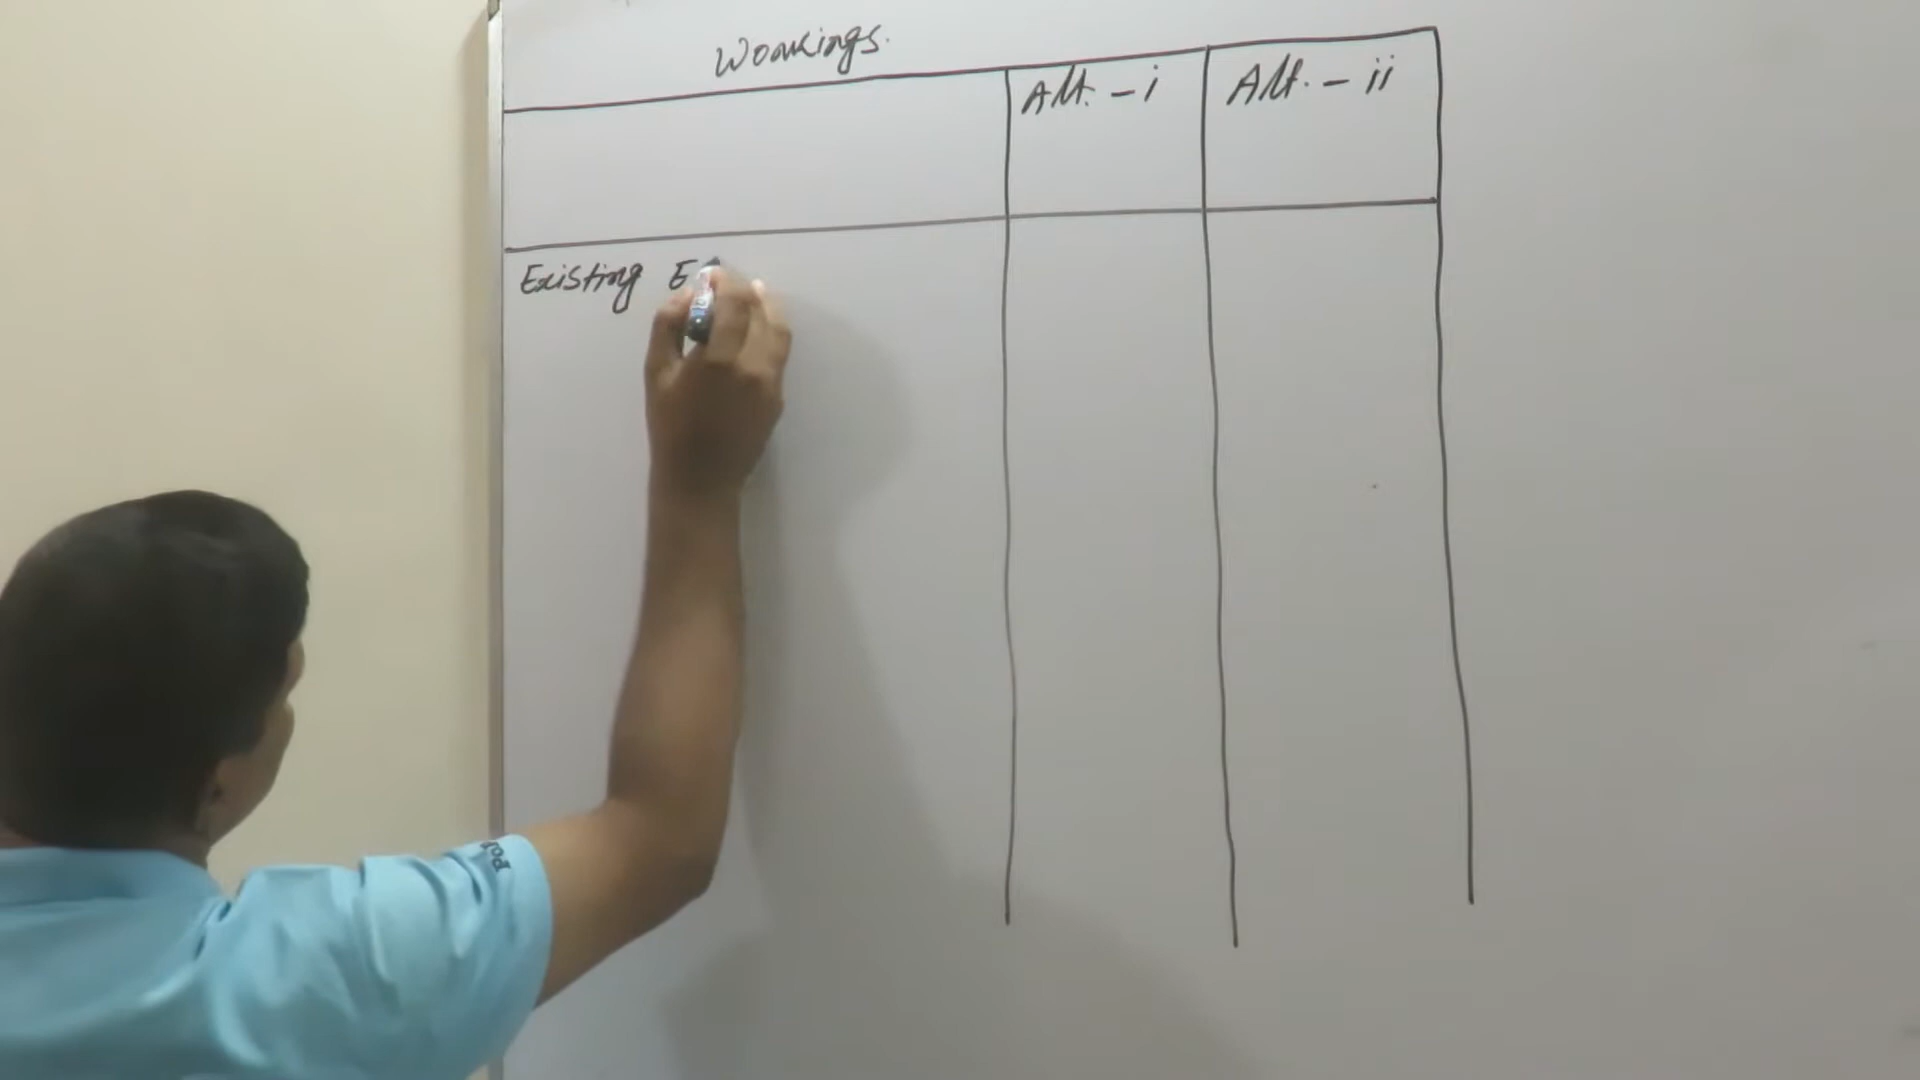 Workings.
Alt. - i Alt. - ii
Existing E